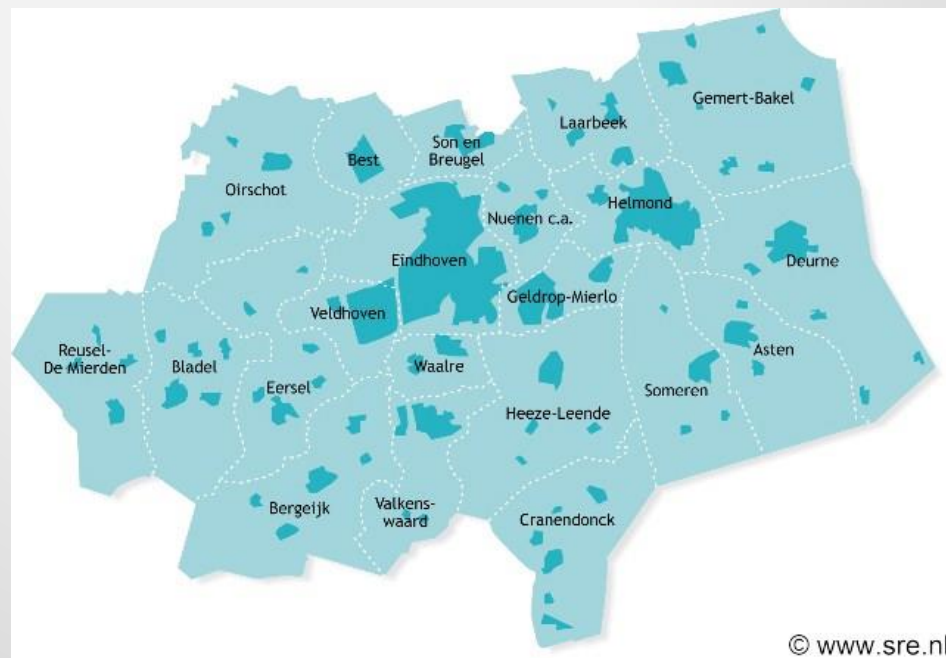 Gemert-Bakel
Laarbeek
Son en
Breugel
Best
Oirschot
Helmond
Nuenen c.a.
Eindhoven
Deurne
Geldrop-Mierlo
Veldhoven
Reusel-
De Mierden
Bladel
Waalre
Asten
Eersel
Someren
Heeze-Leende
Bergeijk
Valkens-
waard
Cranendonck
© www.sre.nl